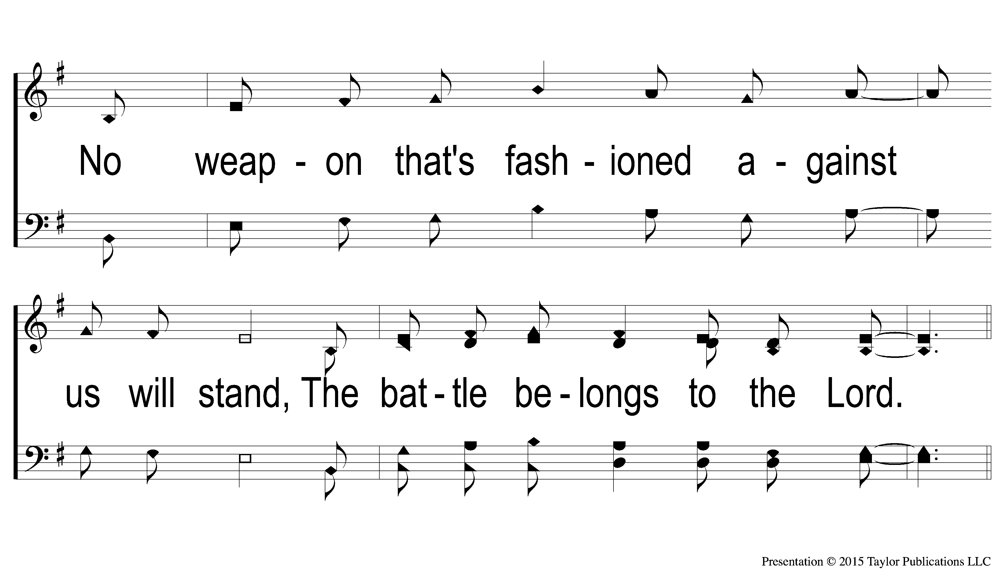 No weap - on that's fash - ioned a - gainst
us will stand, The bat - tle be - longs to the Lord.
Presentation © 2015 Taylor Publications LLC